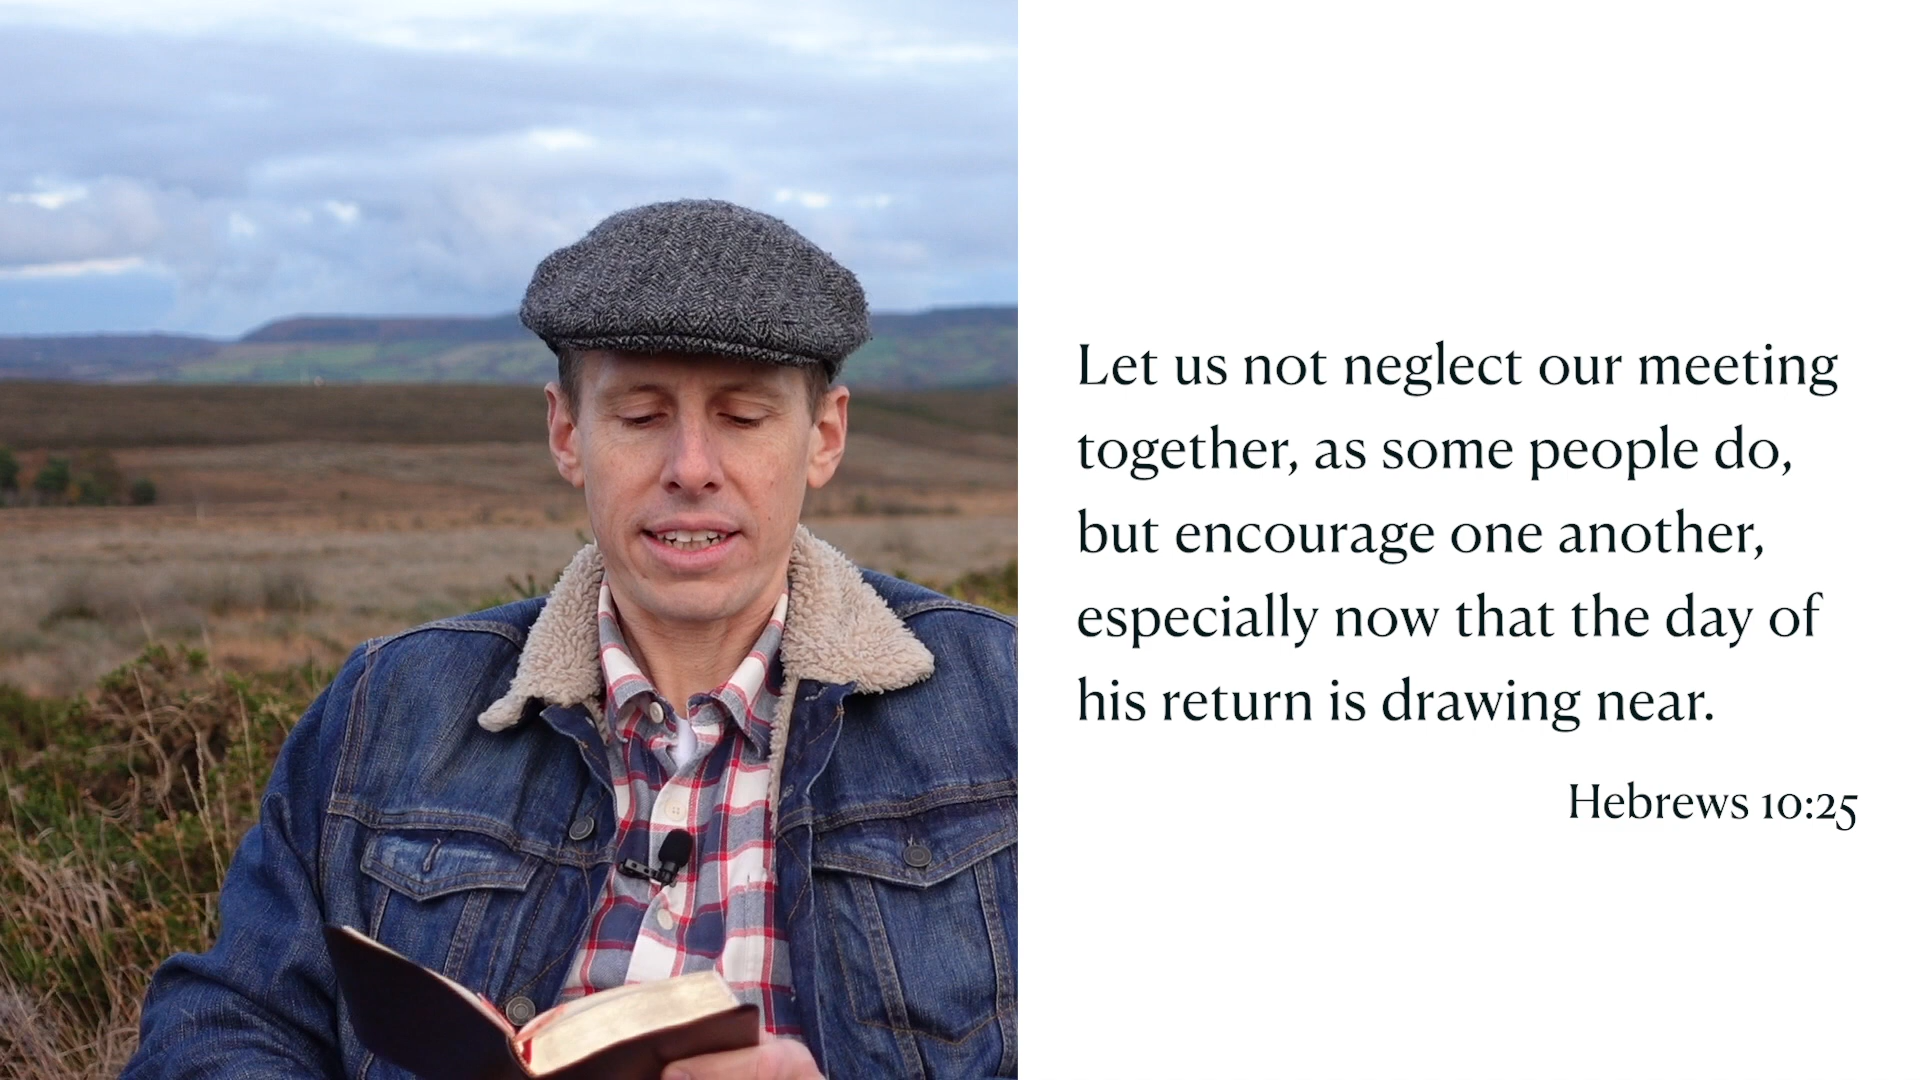 Let us not neglect our meeting
together, as some people do,
but encourage one another,
especially now that the day of
his return is drawing near.
Hebrews 10:25